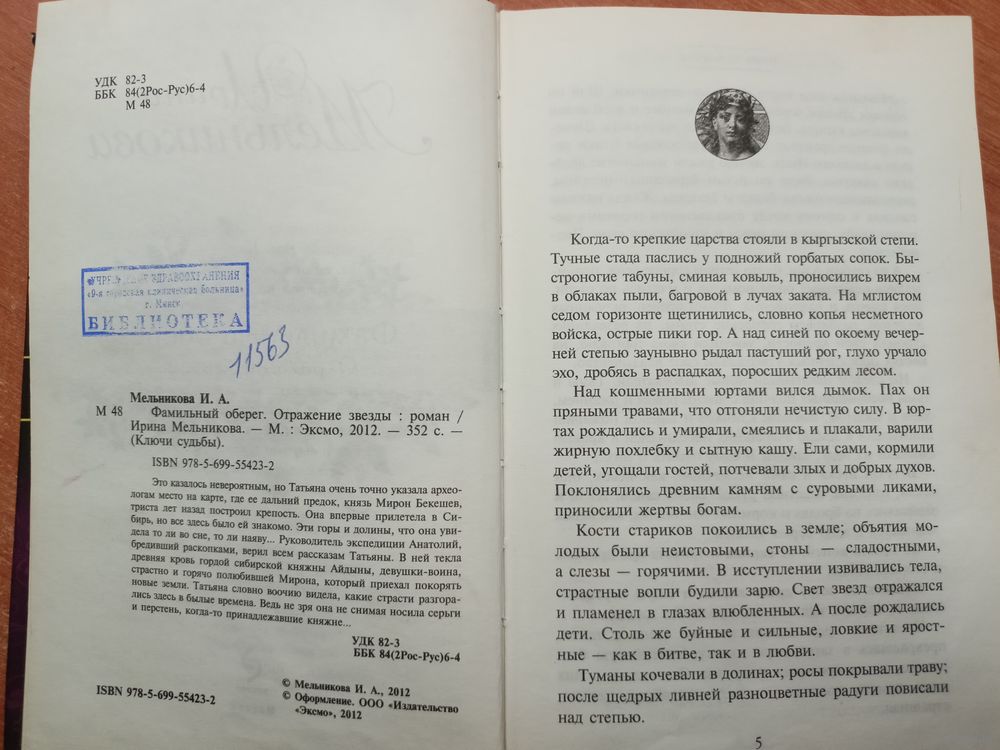 УДК 82-3
ББК 84(2Рос-Рус)6-4
М 48
УЧРЕЖДЕНИЕ ЗДРАВООХРАНЕНИЯ
«9-я городская клиническая больница»
г. Минск
БИБЛИОТЕКА
11563
Мельникова И. А.
М 48 Фамильный оберег. Отражение звезды : роман /
Ирина Мельникова. — М. : Эксмо, 2012. — 352 с. —
(Ключи судьбы).
ISBN 978-5-699-55423-2
Это казалось невероятным, но Татьяна очень точно указала архео-
логам место на карте, где ее дальний предок, князь Мирон Бекешев,
триста лет назад построил крепость. Она впервые прилетела в Си-
бирь, но все здесь было ей знакомо. Эти горы и долины, что она уви-
дела то ли во сне, то ли наяву... Руководитель экспедиции Анатолий,
бредивший раскопками, верил всем рассказам Татьяны. В ней текла
древняя кровь гордой сибирской княжны Айдыны, девушки-воина,
страстно и горячо полюбившей Мирона, который приехал покорять
новые земли. Татьяна словно воочию видела, какие страсти разгора-
лись здесь в былые времена. Ведь не зря она не снимая носила серьги
и перстень, когда-то принадлежавшие княжне...
УДК 82-3
ББК 84(2Рос-Рус)6-4
© Мельникова И. А., 2012
© Оформление. ООО «Издательство
«Эксмо», 2012
ISBN 978-5-699-55423-2
Когда-то крепкие царства стояли в кыргызской степи.
Тучные стада паслись у подножий горбатых сопок. Бы-
строногие табуны, сминая ковыль, проносились вихрем
в облаках пыли, багровой в лучах заката. На мглистом
седом горизонте щетинились, словно копья несметного
войска, острые пики гор. А над синей по окоему вечер-
ней степью заунывно рыдал пастуший рог, глухо урчало
эхо, дробясь в распадках, поросших редким лесом.
Над кошменными юртами вился дымок. Пах он
пряными травами, что отгоняли нечистую силу. В юр-
тах рождались и умирали, смеялись и плакали, варили
жирную похлебку и сытную кашу. Ели сами, кормили
детей, угощали гостей, потчевали злых и добрых духов.
Поклонялись древним камням с суровыми ликами,
приносили жертвы богам.
Кости стариков покоились в земле; объятия мо-
лодых были неистовыми, стоны — сладостными,
а слезы — горячими. В исступлении извивались тела,
страстные вопли будили зарю. Свет звезд отражался
и пламенел в глазах влюбленных. А после рождались
дети. Столь же буйные и сильные, ловкие и ярост-
ные — как в битве, так и в любви.
Туманы кочевали в долинах; росы покрывали траву;
после щедрых ливней разноцветные радуги повисали
над степью.
5